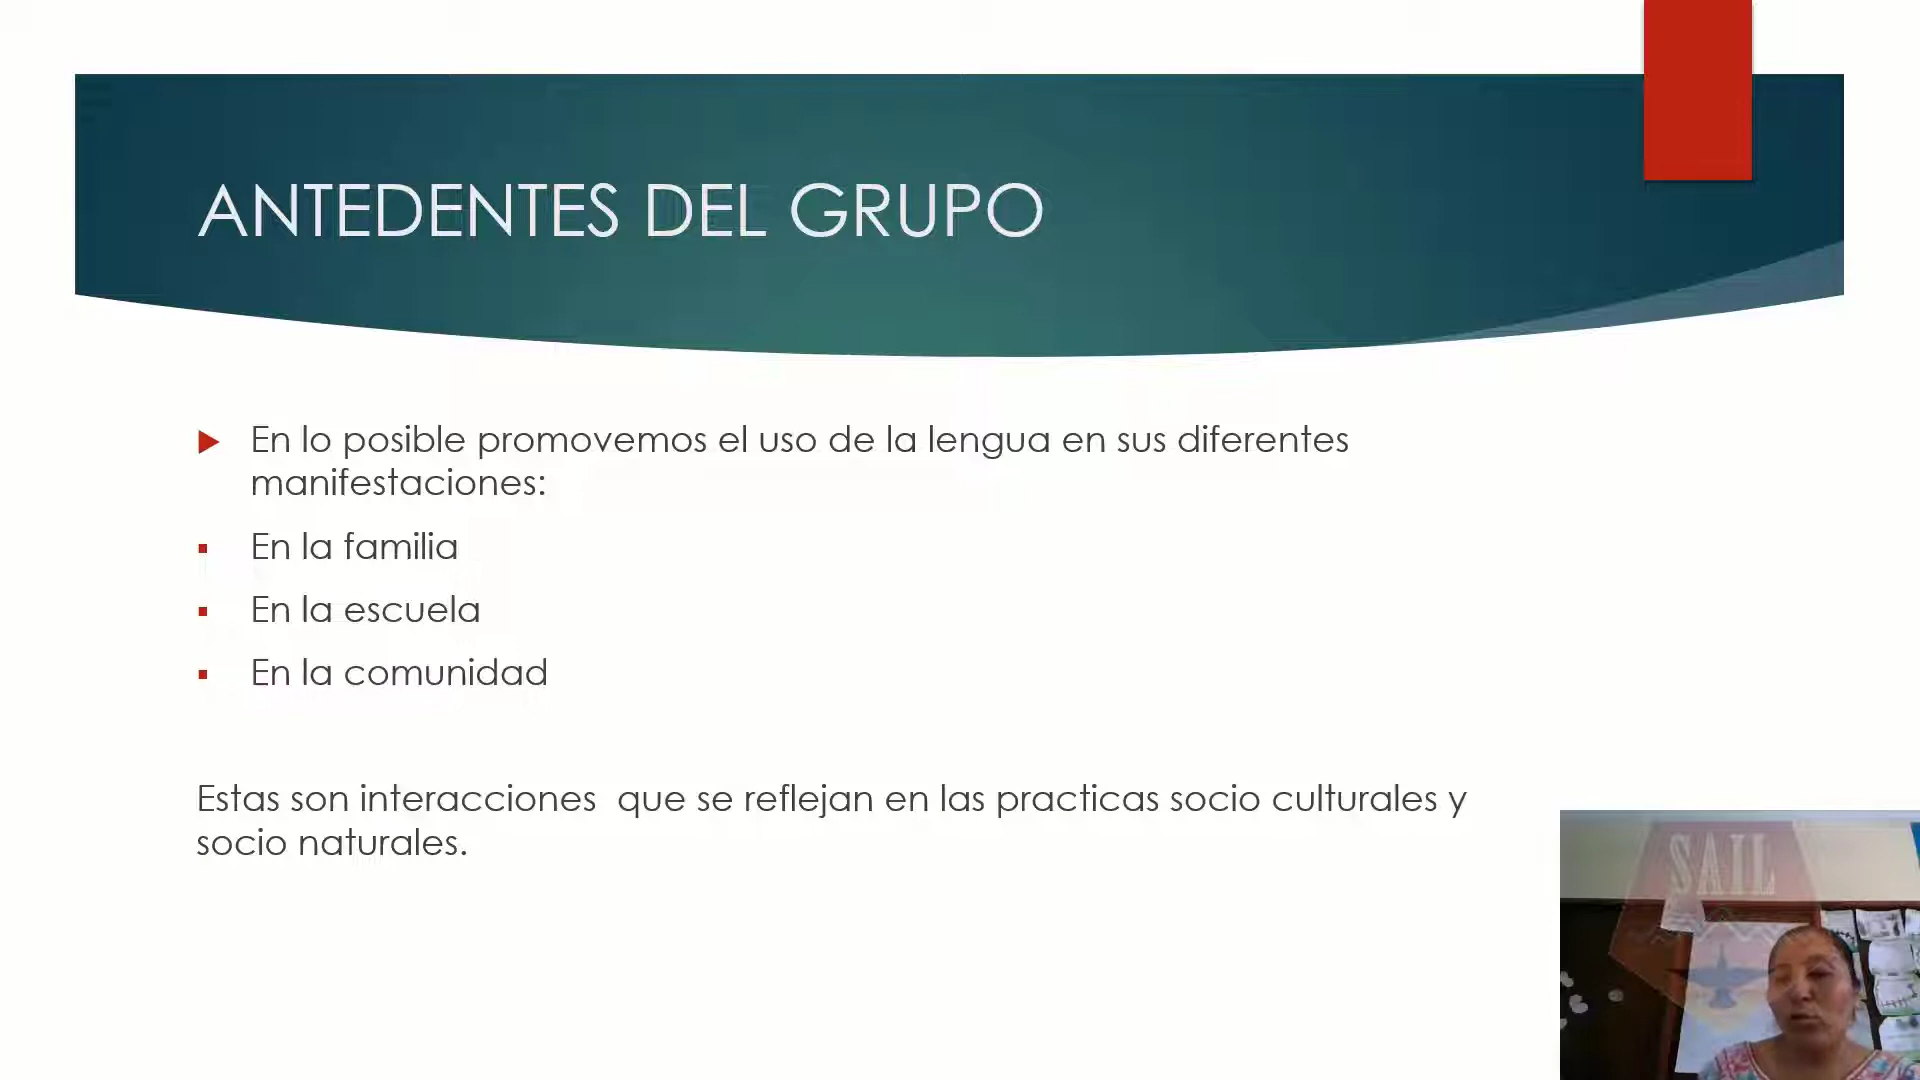 ANTEDENTES DEL GRUPO
En lo posible promovemos el uso de la lengua en sus diferentes
manifestaciones:
En la familia
En la escuela
En la comunidad
Estas son interacciones  que se reflejan en las practicas socio culturales y
socio naturales.
SAIL